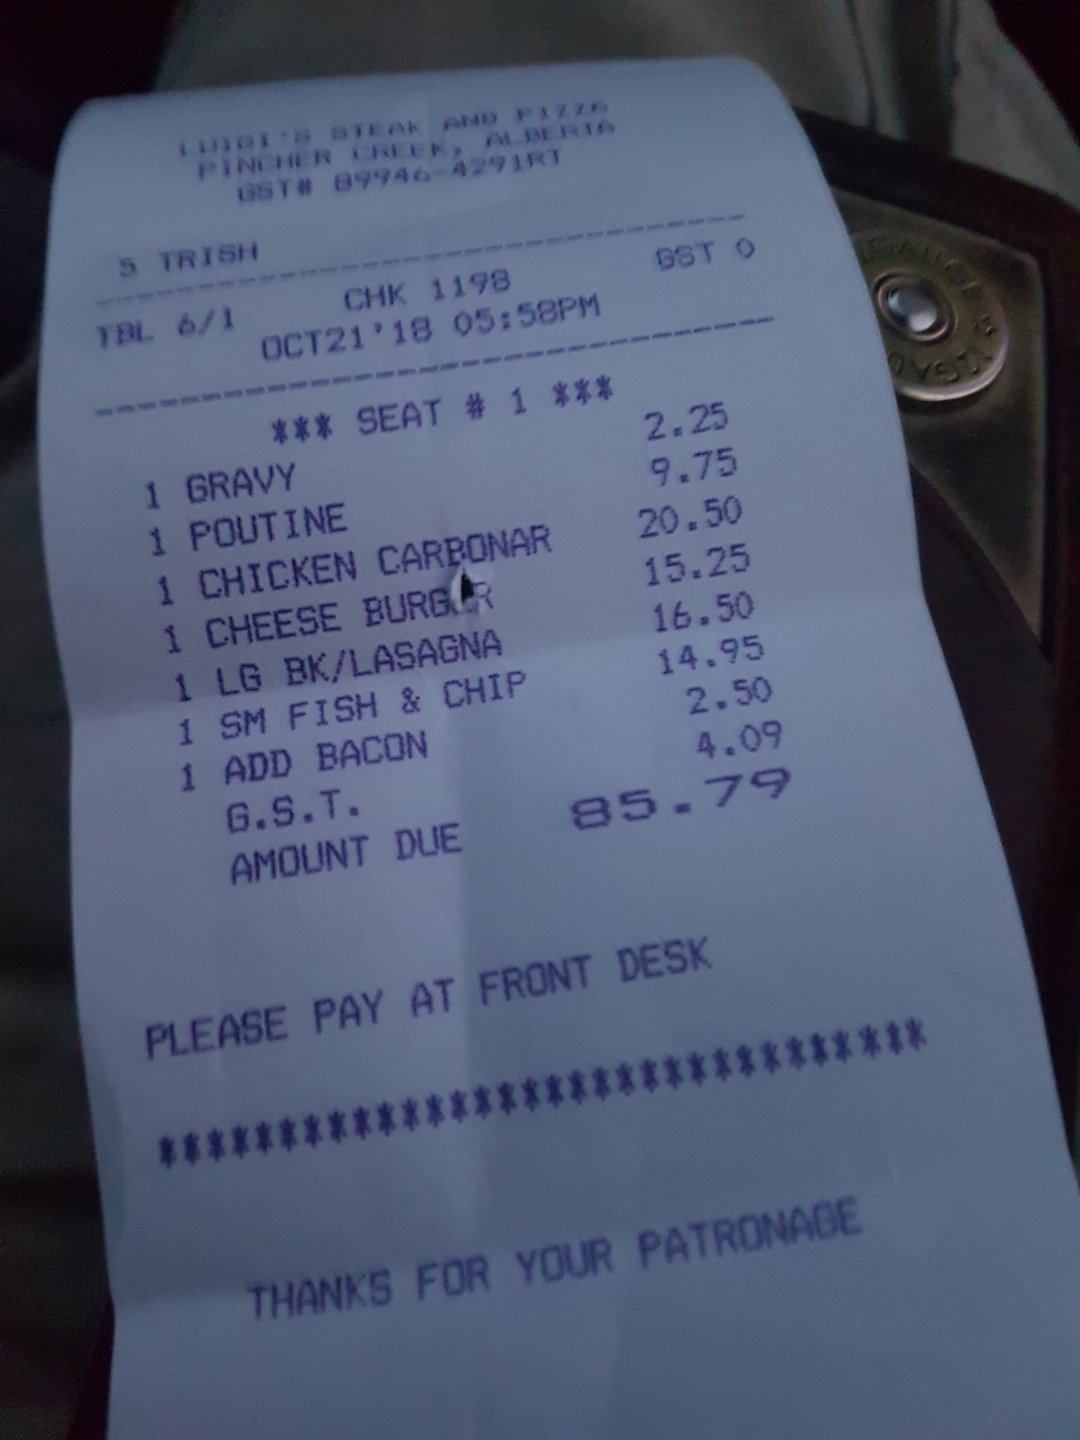 LUIGI'S STEAK AND PIZZA
PINCHER CREEK, ALBERTA
GST# 89946-4291RT
5 TRISH
TBL 6/1 CHK 1198 GST 0
OCT21'18 05:58PM
*** SEAT # 1 ***
1 GRAVY 2.25
1 POUTINE 9.75
1 CHICKEN CARBONAR 20.50
1 CHEESE BURGER 15.25
1 LG BK/LASAGNA 16.50
1 SM FISH & CHIP 14.95
1 ADD BACON 2.50
G.S.T. 4.09
AMOUNT DUE 85.79
PLEASE PAY AT FRONT DESK
********************************
THANKS FOR YOUR PATRONAGE